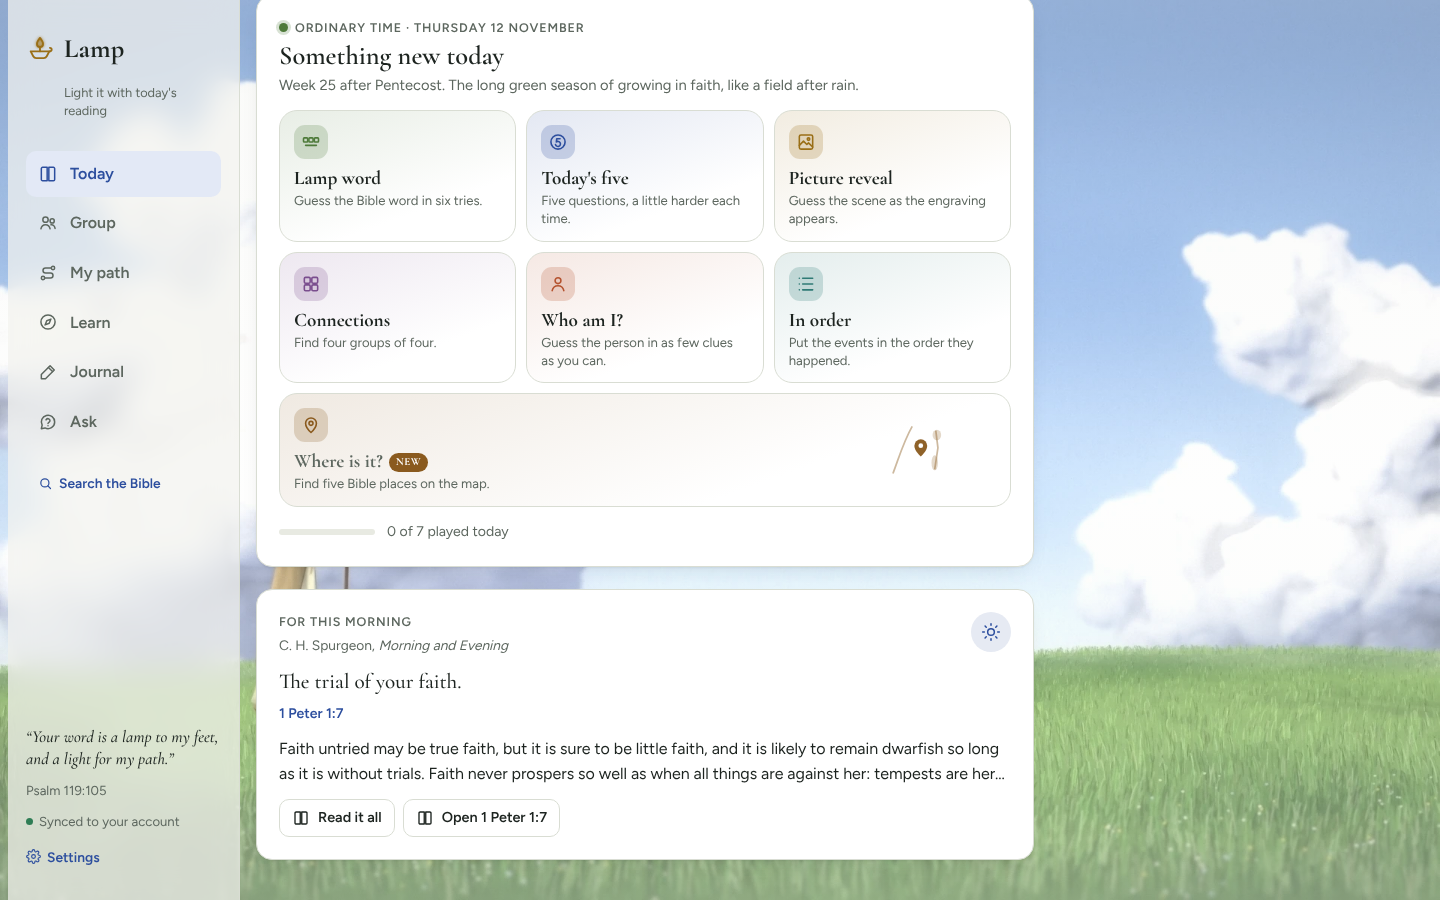 Lamp
Light it with today's
reading
Today
Group
My path
Learn
Journal
Ask
Search the Bible
“Your word is a lamp to my feet,
and a light for my path.”
Psalm 119:105
Synced to your account
Settings
ORDINARY TIME · THURSDAY 12 NOVEMBER
Something new today
Week 25 after Pentecost. The long green season of growing in faith, like a field after rain.
Lamp word
Guess the Bible word in six tries.
5
Today's five
Five questions, a little harder each
time.
Picture reveal
Guess the scene as the engraving
appears.
Connections
Find four groups of four.
Who am I?
Guess the person in as few clues
as you can.
In order
Put the events in the order they
happened.
Where is it? NEW
Find five Bible places on the map.
0 of 7 played today
FOR THIS MORNING
C. H. Spurgeon, Morning and Evening
The trial of your faith.
1 Peter 1:7
Faith untried may be true faith, but it is sure to be little faith, and it is likely to remain dwarfish so long
as it is without trials. Faith never prospers so well as when all things are against her: tempests are her...
Read it all
Open 1 Peter 1:7